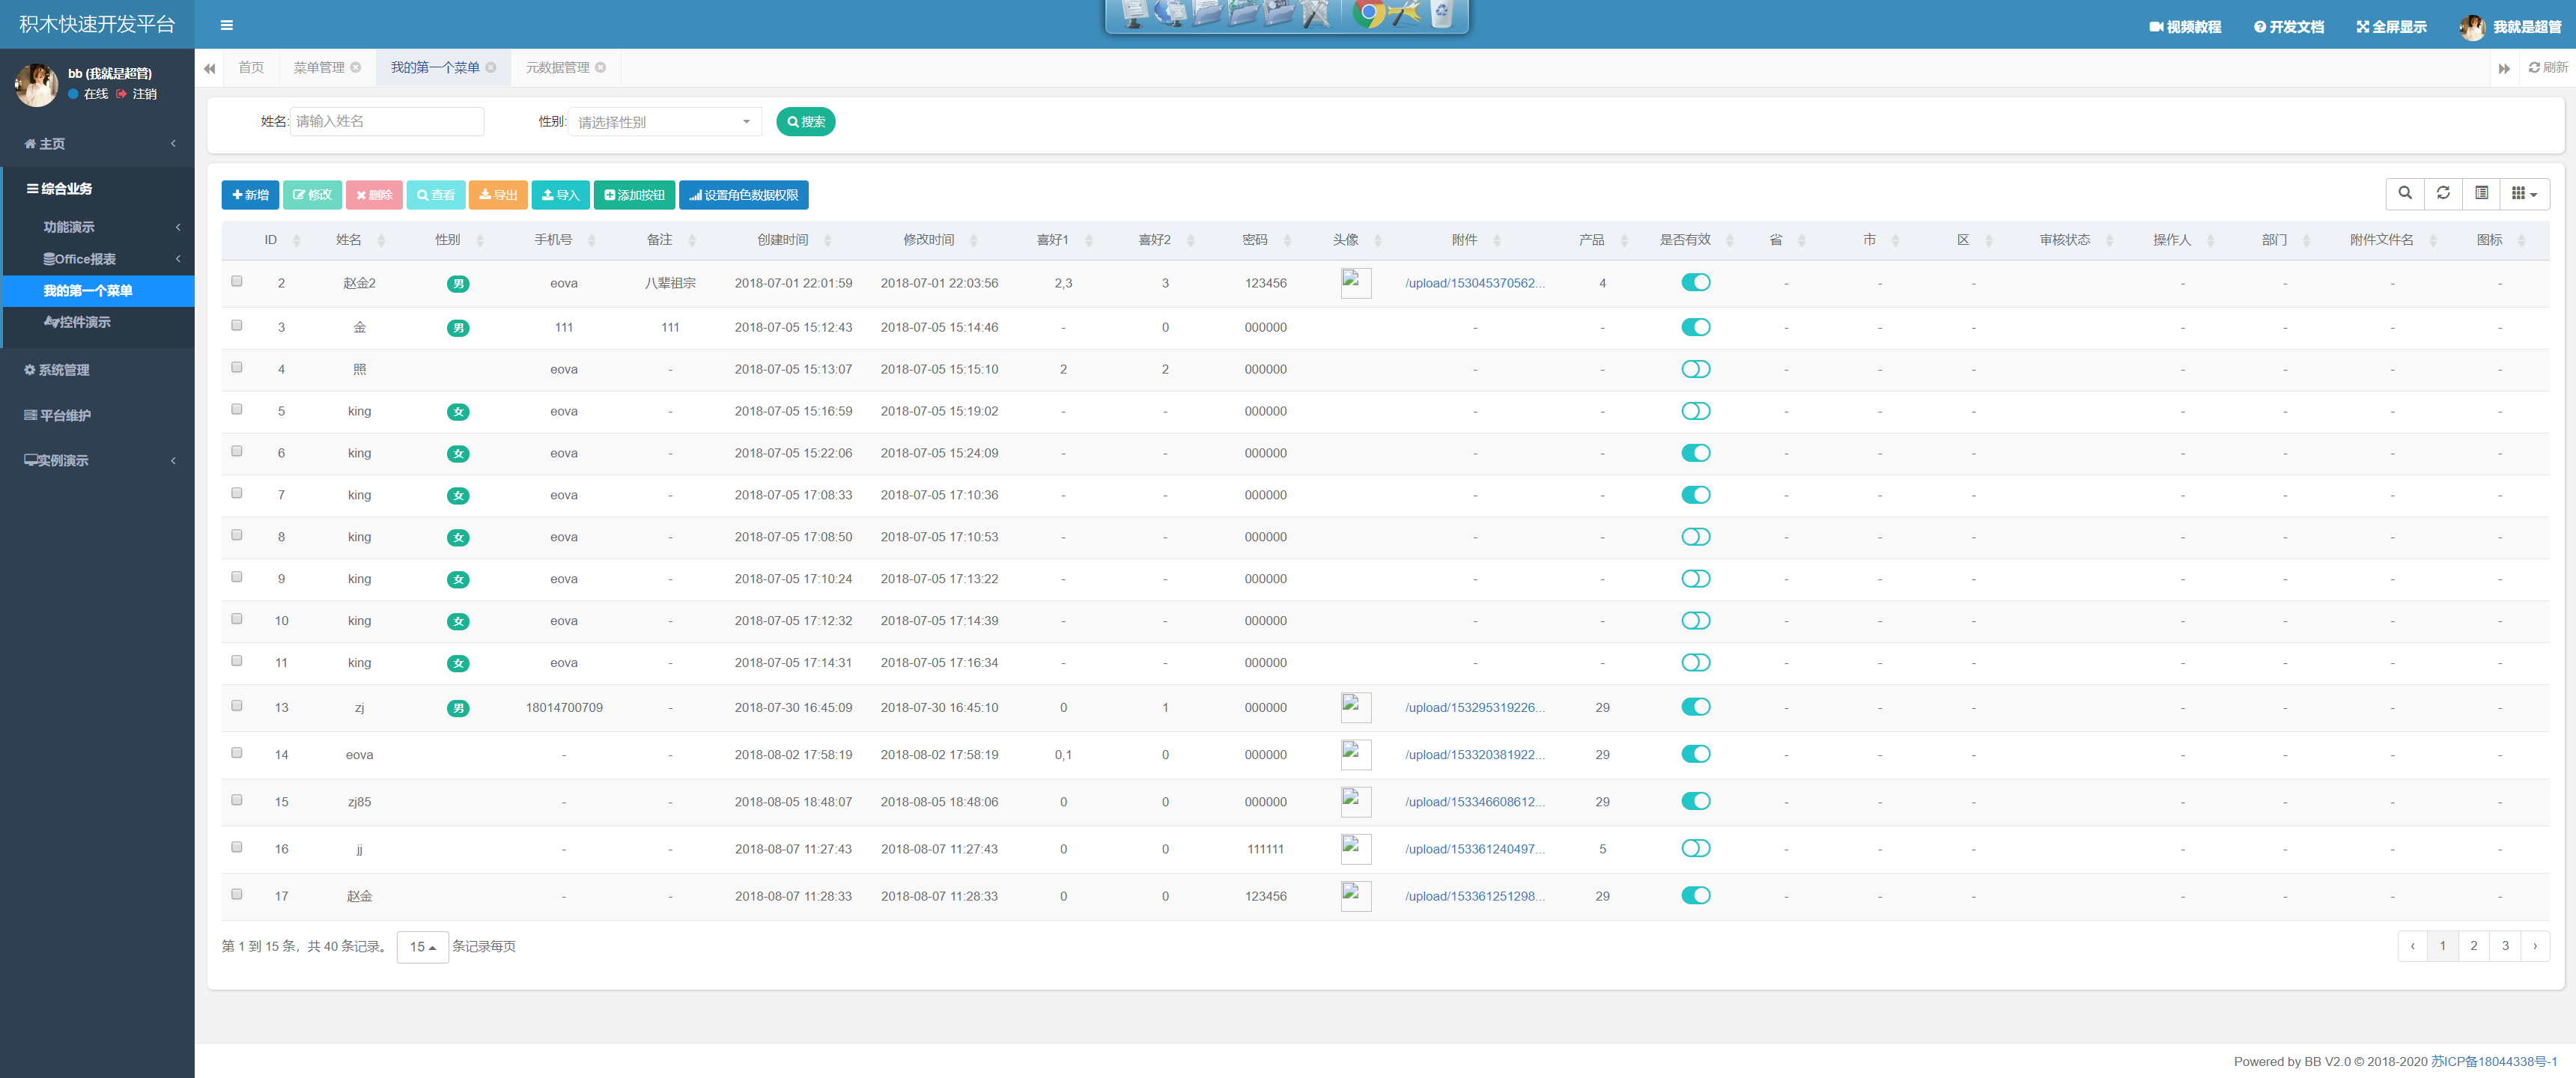 积木快速开发平台
视频教程 开发文档 全屏显示 我就是超管
bb (我就是超管)
在线 注销
主页
综合业务
功能演示
Office报表
我的第一个菜单
控件演示
系统管理
平台维护
实例演示
首页 菜单管理 我的第一个菜单 元数据管理 刷新
姓名: 请输入姓名 性别: 请选择性别 搜索
新增 修改 删除 查看 导出 导入 添加按钮 设置角色数据权限
ID 姓名 性别 手机号 备注 创建时间 修改时间 喜好1 喜好2 密码 头像 附件 产品 是否有效 省 市 区 审核状态 操作人 部门 附件文件名 图标
2 赵金2 男 eova 八辈祖宗 2018-07-01 22:01:59 2018-07-01 22:03:56 2,3 3 123456 /upload/153045370562... 4 - - - - - - -
3 金 男 111 111 2018-07-05 15:12:43 2018-07-05 15:14:46 - 0 000000 - - - - - - - - -
4 照 eova - 2018-07-05 15:13:07 2018-07-05 15:15:10 2 2 000000 - - - - - - - - -
5 king 女 eova - 2018-07-05 15:16:59 2018-07-05 15:19:02 - - 000000 - - - - - - - - -
6 king 女 eova - 2018-07-05 15:22:06 2018-07-05 15:24:09 - - 000000 - - - - - - - - -
7 king 女 eova - 2018-07-05 17:08:33 2018-07-05 17:10:36 - - 000000 - - - - - - - - -
8 king 女 eova - 2018-07-05 17:08:50 2018-07-05 17:10:53 - - 000000 - - - - - - - - -
9 king 女 eova - 2018-07-05 17:10:24 2018-07-05 17:13:22 - - 000000 - - - - - - - - -
10 king 女 eova - 2018-07-05 17:12:32 2018-07-05 17:14:39 - - 000000 - - - - - - - - -
11 king 女 eova - 2018-07-05 17:14:31 2018-07-05 17:16:34 - - 000000 - - - - - - - - -
13 zj 男 18014700709 - 2018-07-30 16:45:09 2018-07-30 16:45:10 0 1 000000 /upload/153295319226... 29 - - - - - - -
14 eova - - 2018-08-02 17:58:19 2018-08-02 17:58:19 0,1 0 000000 /upload/153320381922... 29 - - - - - - -
15 zj85 - - 2018-08-05 18:48:07 2018-08-05 18:48:06 0 0 000000 /upload/153346608612... 29 - - - - - - -
16 jj - - 2018-08-07 11:27:43 2018-08-07 11:27:43 0 0 111111 /upload/153361240497... 5 - - - - - - -
17 赵金 - - 2018-08-07 11:28:33 2018-08-07 11:28:33 0 0 123456 /upload/153361251298... 29 - - - - - - -
第 1 到 15 条，共 40 条记录。 15 条记录每页 ‹ 1 2 3 ›
Powered by BB V2.0 © 2018-2020 苏ICP备18044338号-1